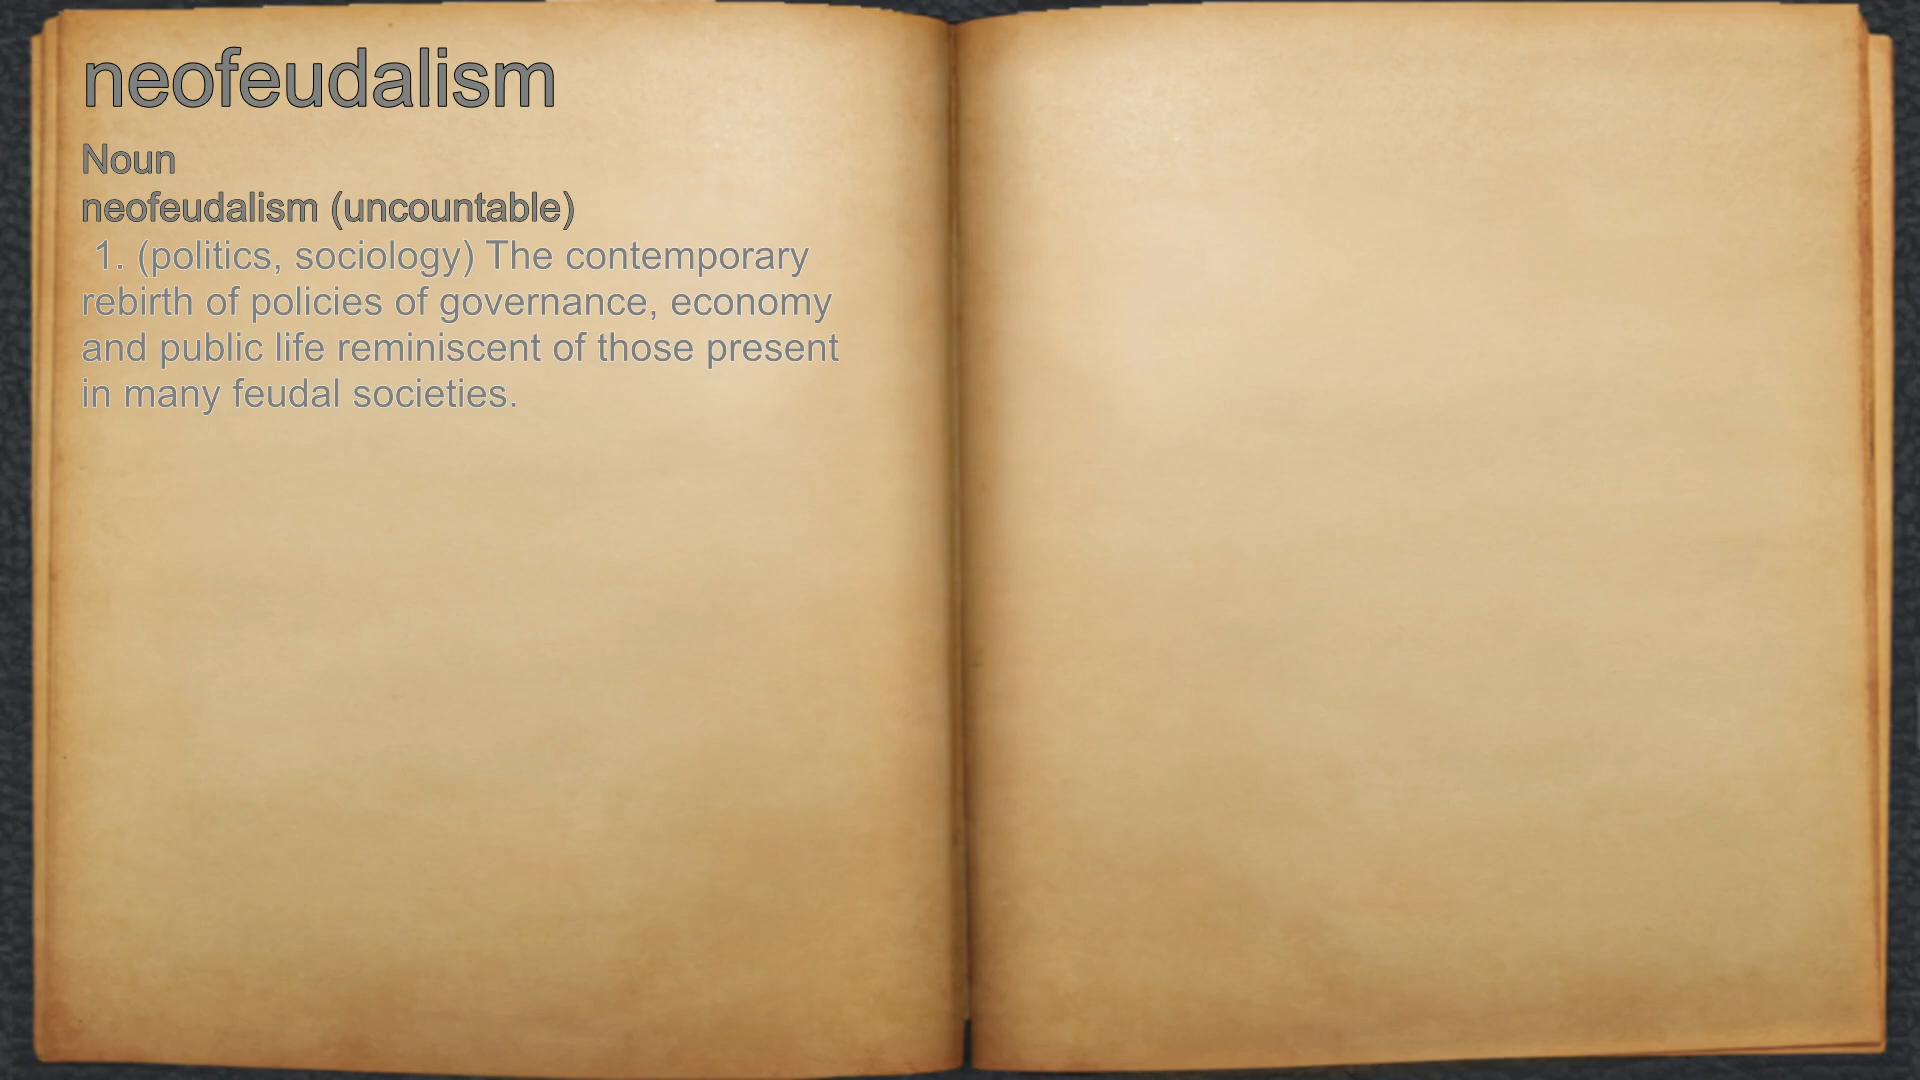 neofeudalism
Noun
neofeudalism (uncountable)
1. (politics, sociology) The contemporary
rebirth of policies of governance, economy
and public life reminiscent of those present
in many feudal societies.